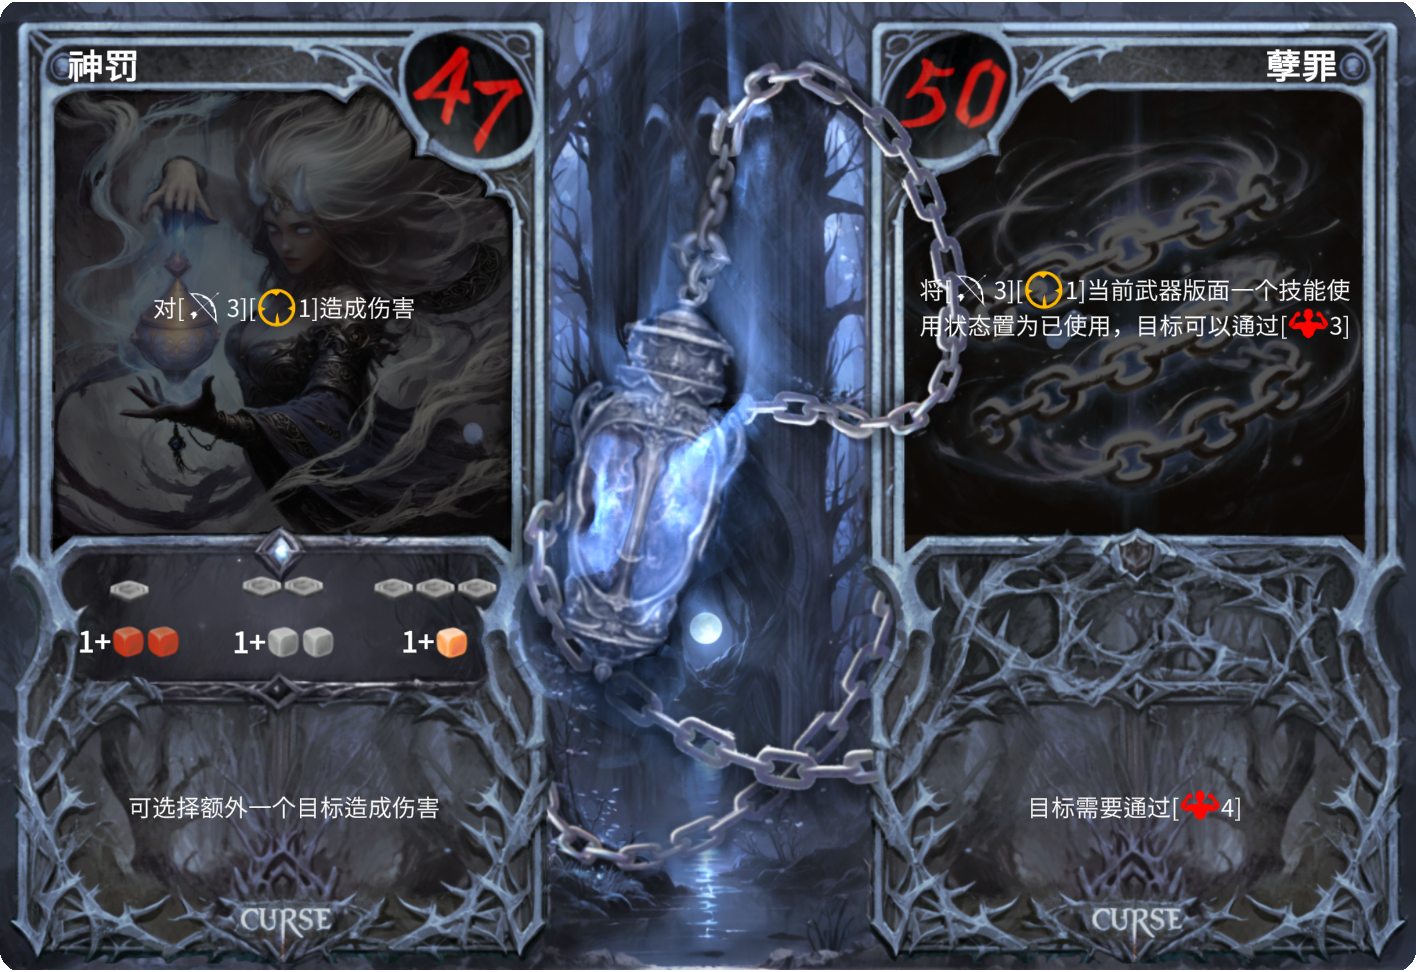 神罚
47
对[3][1]造成伤害
1+
1+
1+
可选择额外一个目标造成伤害
CURSE
50
孽罪
将[3][1]当前武器版面一个技能使
用状态置为已使用，目标可以通过[3]
目标需要通过[4]
CURSE